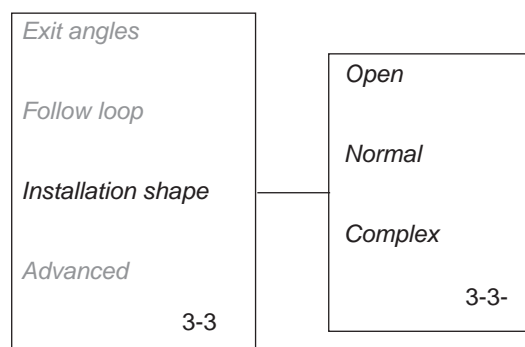 Exit angles
Follow loop
Installation shape
Advanced
3-3
Open
Normal
Complex
3-3-